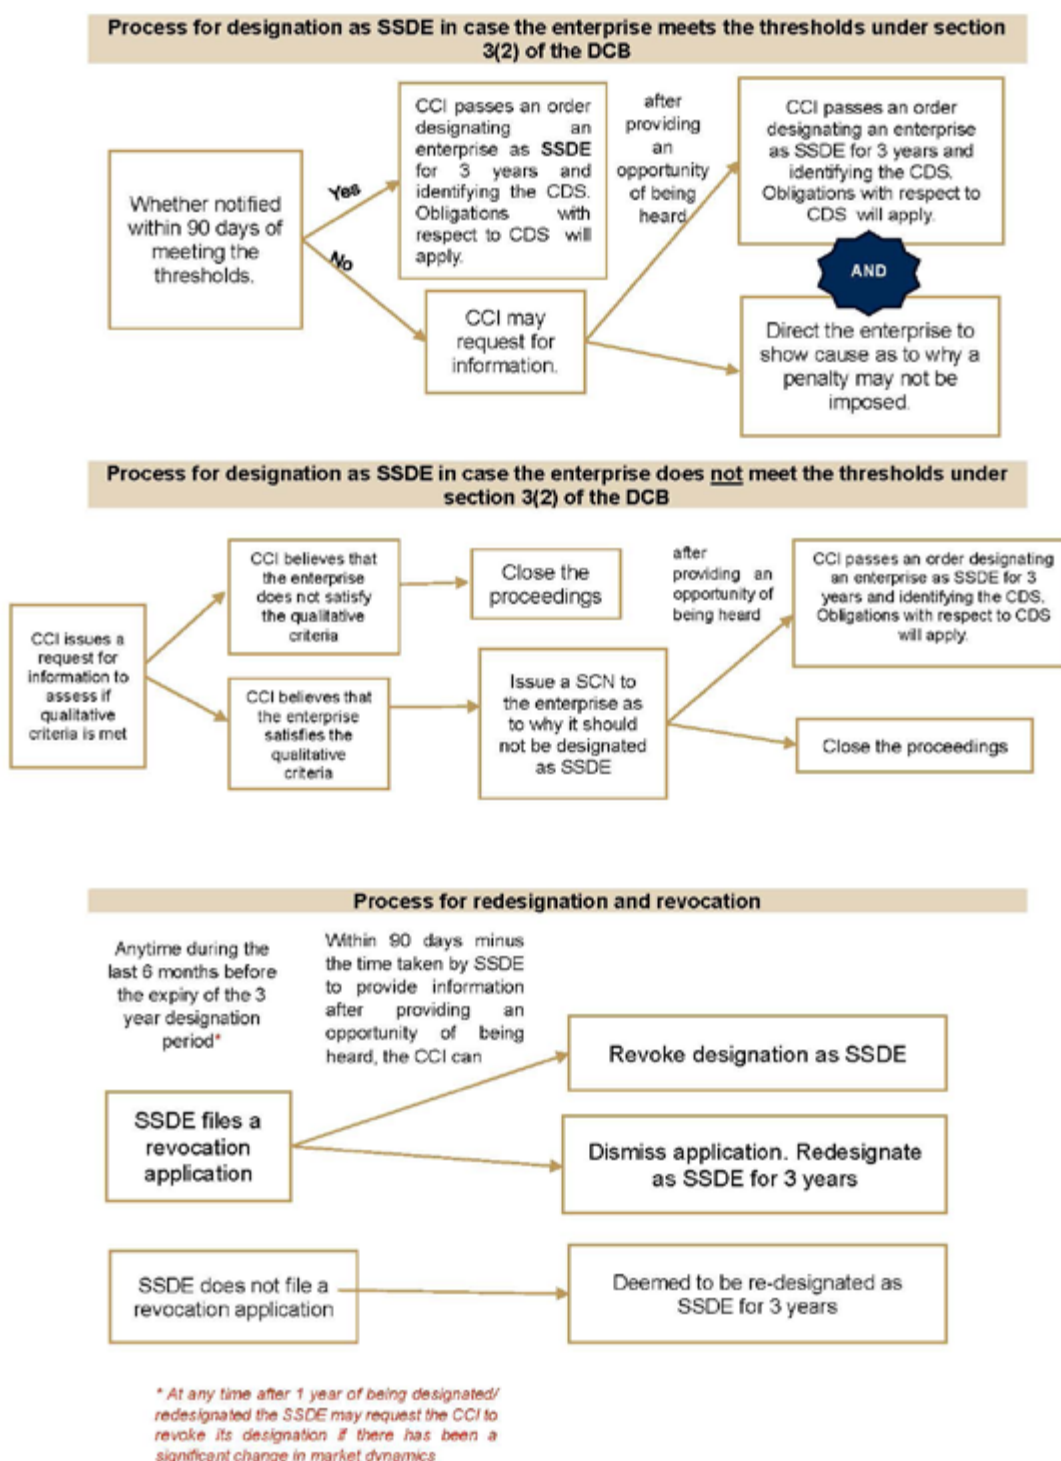 Process for designation as SSDE in case the enterprise meets the thresholds under section
3(2) of the DCB
Whether notified
within 90 days of
meeting the
thresholds.
Yes
No
CCI passes an order
designating an
enterprise as SSDE
for 3 years and
identifying the CDS.
Obligations with
respect to CDS will
apply.
CCI may
request for
information.
after
providing
an
opportunity
of being
heard
CCI passes an order
designating an enterprise
as SSDE for 3 years and
identifying the CDS.
Obligations with respect to
CDS will apply.
AND
Direct the enterprise to
show cause as to why a
penalty may not be
imposed.
Process for designation as SSDE in case the enterprise does not meet the thresholds under
section 3(2) of the DCB
CCI issues a
request for
information to
assess if
qualitative
criteria is met
CCI believes that
the enterprise
does not satisfy
the qualitative
criteria
Close the
proceedings
CCI believes that
the enterprise
satisfies the
qualitative
criteria
Issue a SCN to
the enterprise as
to why it should
not be designated
as SSDE
after
providing an
opportunity of
being heard
CCI passes an order designating
an enterprise as SSDE for 3
years and identifying the CDS.
Obligations with respect to CDS
will apply.
Close the proceedings
Process for redesignation and revocation
Anytime during the
last 6 months before
the expiry of the 3
year designation
period*
Within 90 days minus
the time taken by SSDE
to provide information
after providing an
opportunity of being
heard, the CCI can
SSDE files a
revocation
application
Revoke designation as SSDE
Dismiss application. Redesignate
as SSDE for 3 years
SSDE does not file a
revocation application
Deemed to be re-designated as
SSDE for 3 years
* At any time after 1 year of being designated/
redesignated the SSDE may request the CCI to
revoke its designation if there has been a
significant change in market dynamics